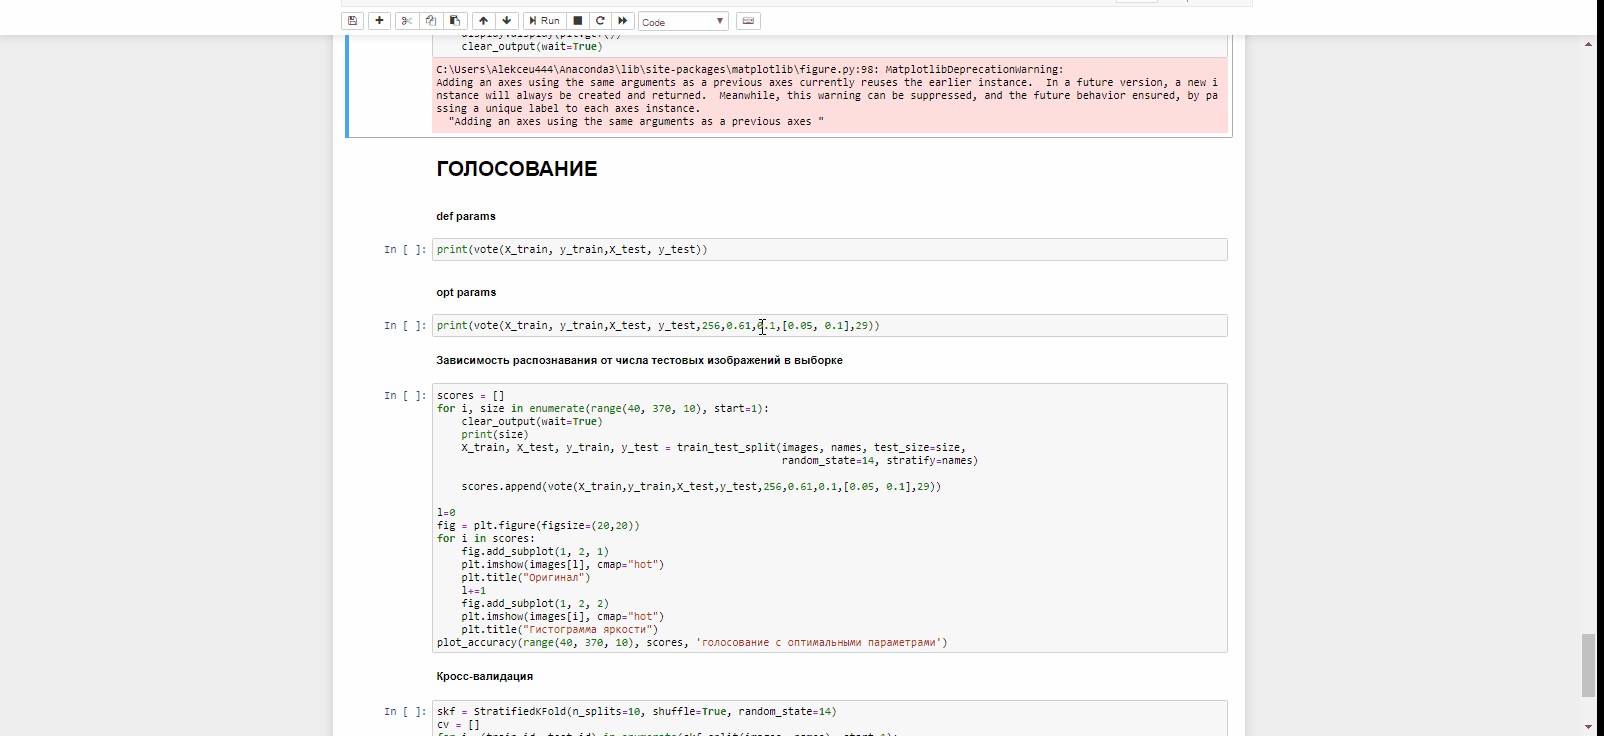 Run
Code
clear_output(wait=True)
C:\Users\Alekceu444\Anaconda3\lib\site-packages\matplotlib\figure.py:98: MatplotlibDeprecationWarning:
Adding an axes using the same arguments as a previous axes currently reuses the earlier instance.  In a future version, a new i
nstance will always be created and returned.  Meanwhile, this warning can be suppressed, and the future behavior ensured, by pa
ssing a unique label to each axes instance.
"Adding an axes using the same arguments as a previous axes "
ГОЛОСОВАНИЕ
def params
In [ ]: print(vote(X_train, y_train,X_test, y_test))
opt params
In [ ]: print(vote(X_train, y_train,X_test, y_test,256,0.61,0.1,[0.05, 0.1],29))
Зависимость распознавания от числа тестовых изображений в выборке
In [ ]: scores = []
for i, size in enumerate(range(40, 370, 10), start=1):
clear_output(wait=True)
print(size)
X_train, X_test, y_train, y_test = train_test_split(images, names, test_size=size,
random_state=14, stratify=names)
scores.append(vote(X_train,y_train,X_test,y_test,256,0.61,0.1,[0.05, 0.1],29))
l=0
fig = plt.figure(figsize=(20,20))
for i in scores:
fig.add_subplot(1, 2, 1)
plt.imshow(images[l], cmap="hot")
plt.title("Оригинал")
l+=1
fig.add_subplot(1, 2, 2)
plt.imshow(images[i], cmap="hot")
plt.title("Гистограмма яркости")
plot_accuracy(range(40, 370, 10), scores, 'голосование с оптимальными параметрами')
Кросс-валидация
In [ ]: skf = StratifiedKFold(n_splits=10, shuffle=True, random_state=14)
cv = []